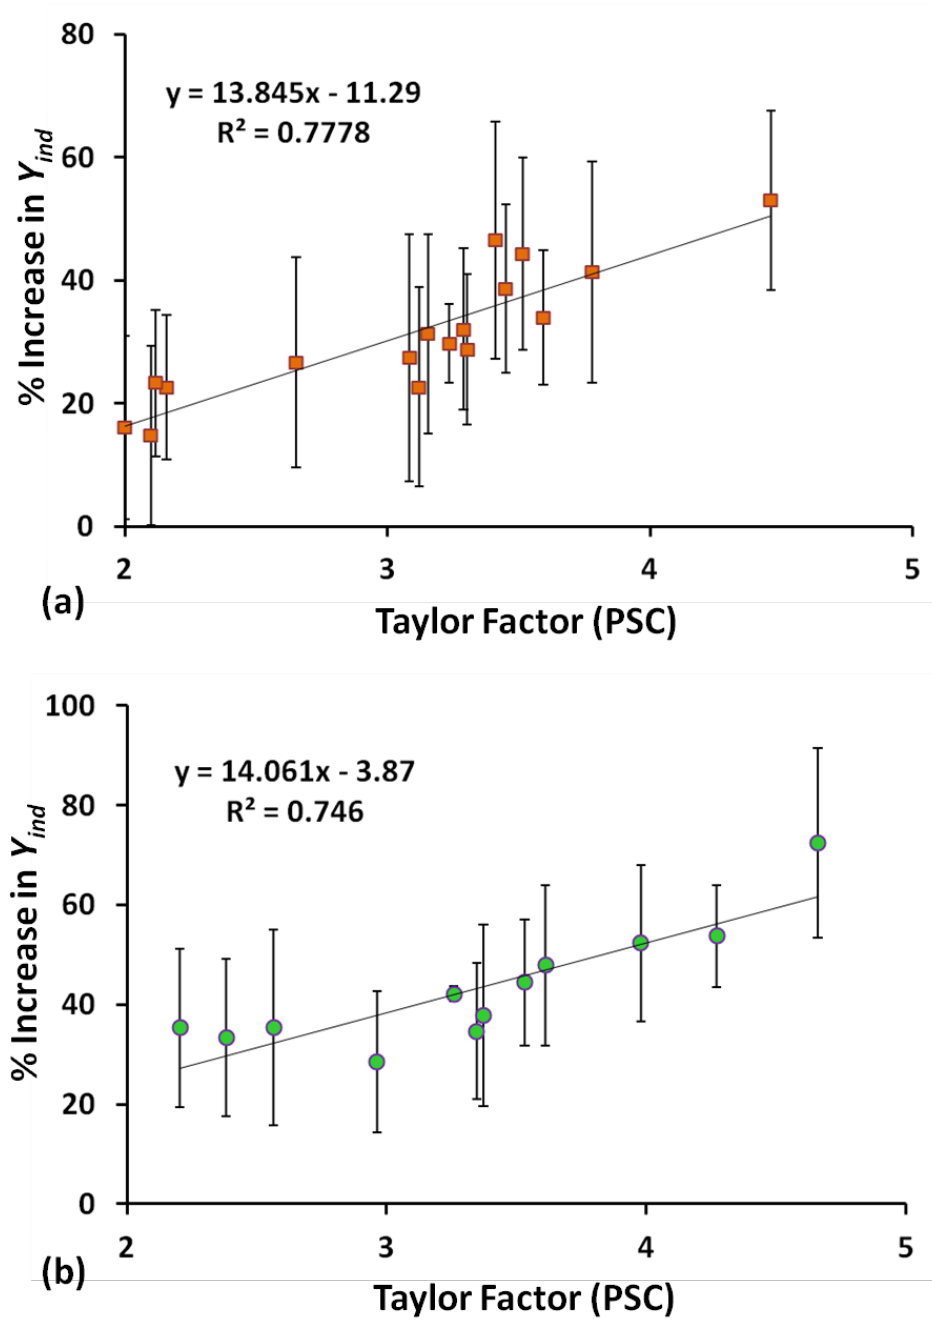 80
y = 13.845x - 11.29
R² = 0.7778
60
40
20
0
% Increase in Yind
2 3 4 5
(a)
Taylor Factor (PSC)
100
y = 14.061x - 3.87
R² = 0.746
80
60
40
20
0
% Increase in Yind
2 3 4 5
(b)
Taylor Factor (PSC)